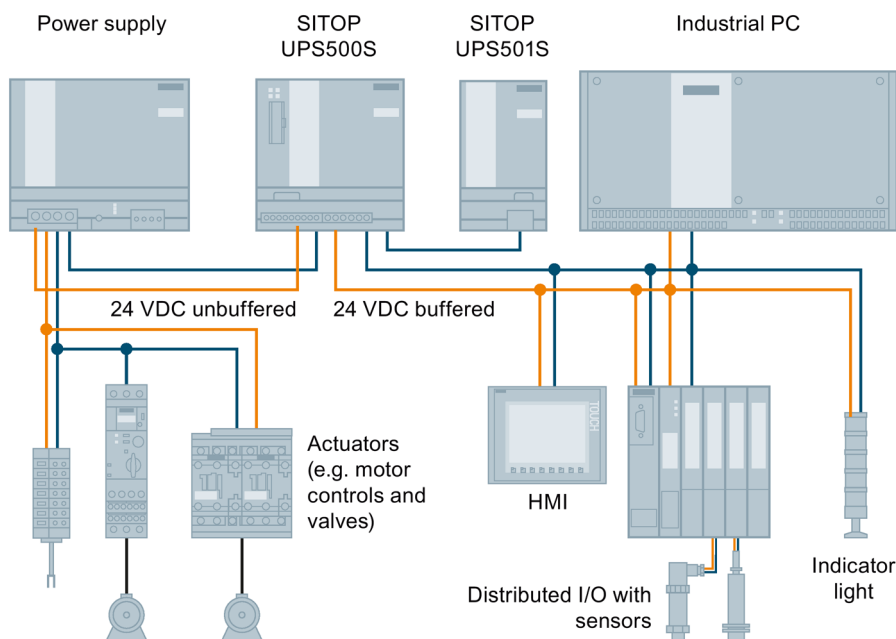 Power supply
SITOP
UPS500S
SITOP
UPS501S
Industrial PC
24 VDC unbuffered
24 VDC buffered
TOUCH
Actuators
(e.g. motor
controls and
valves)
HMI
Distributed I/O with
sensors
Indicator
light